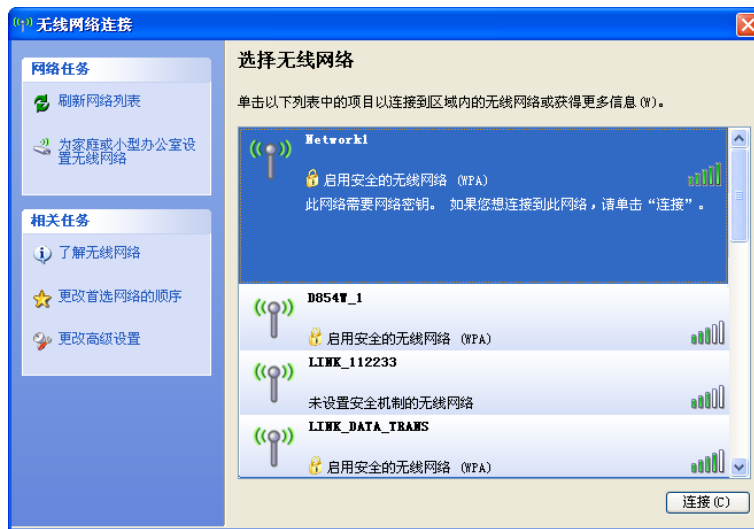 无线网络连接
网络任务
刷新网络列表
为家庭或小型办公室设
置无线网络
相关任务
了解无线网络
更改首选网络的顺序
更改高级设置
选择无线网络
单击以下列表中的项目以连接到区域内的无线网络或获得更多信息(W)。
Network1
启用安全的无线网络 (WPA)
此网络需要网络密钥。 如果您想连接到此网络，请单击“连接”。
D854W_1
启用安全的无线网络 (WPA)
LINK_112233
未设置安全机制的无线网络
LINK_DATA_TRANS
启用安全的无线网络 (WPA)
连接(C)